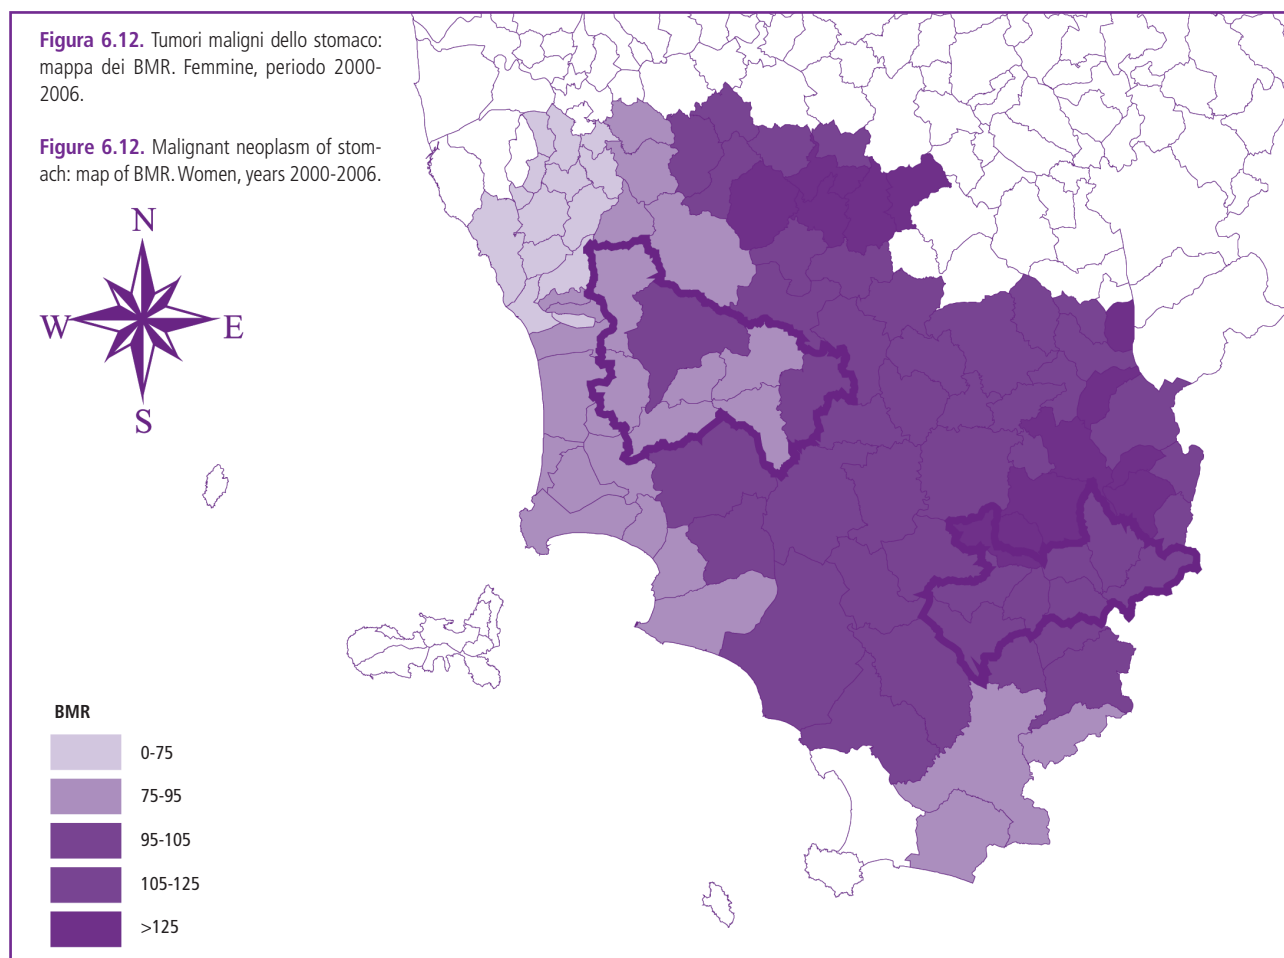 Figura 6.12. Tumori maligni dello stomaco:
mappa dei BMR. Femmine, periodo 2000-
2006.
Figure 6.12. Malignant neoplasm of stom-
ach: map of BMR. Women, years 2000-2006.
N
W
E
S
BMR
0-75
75-95
95-105
105-125
>125